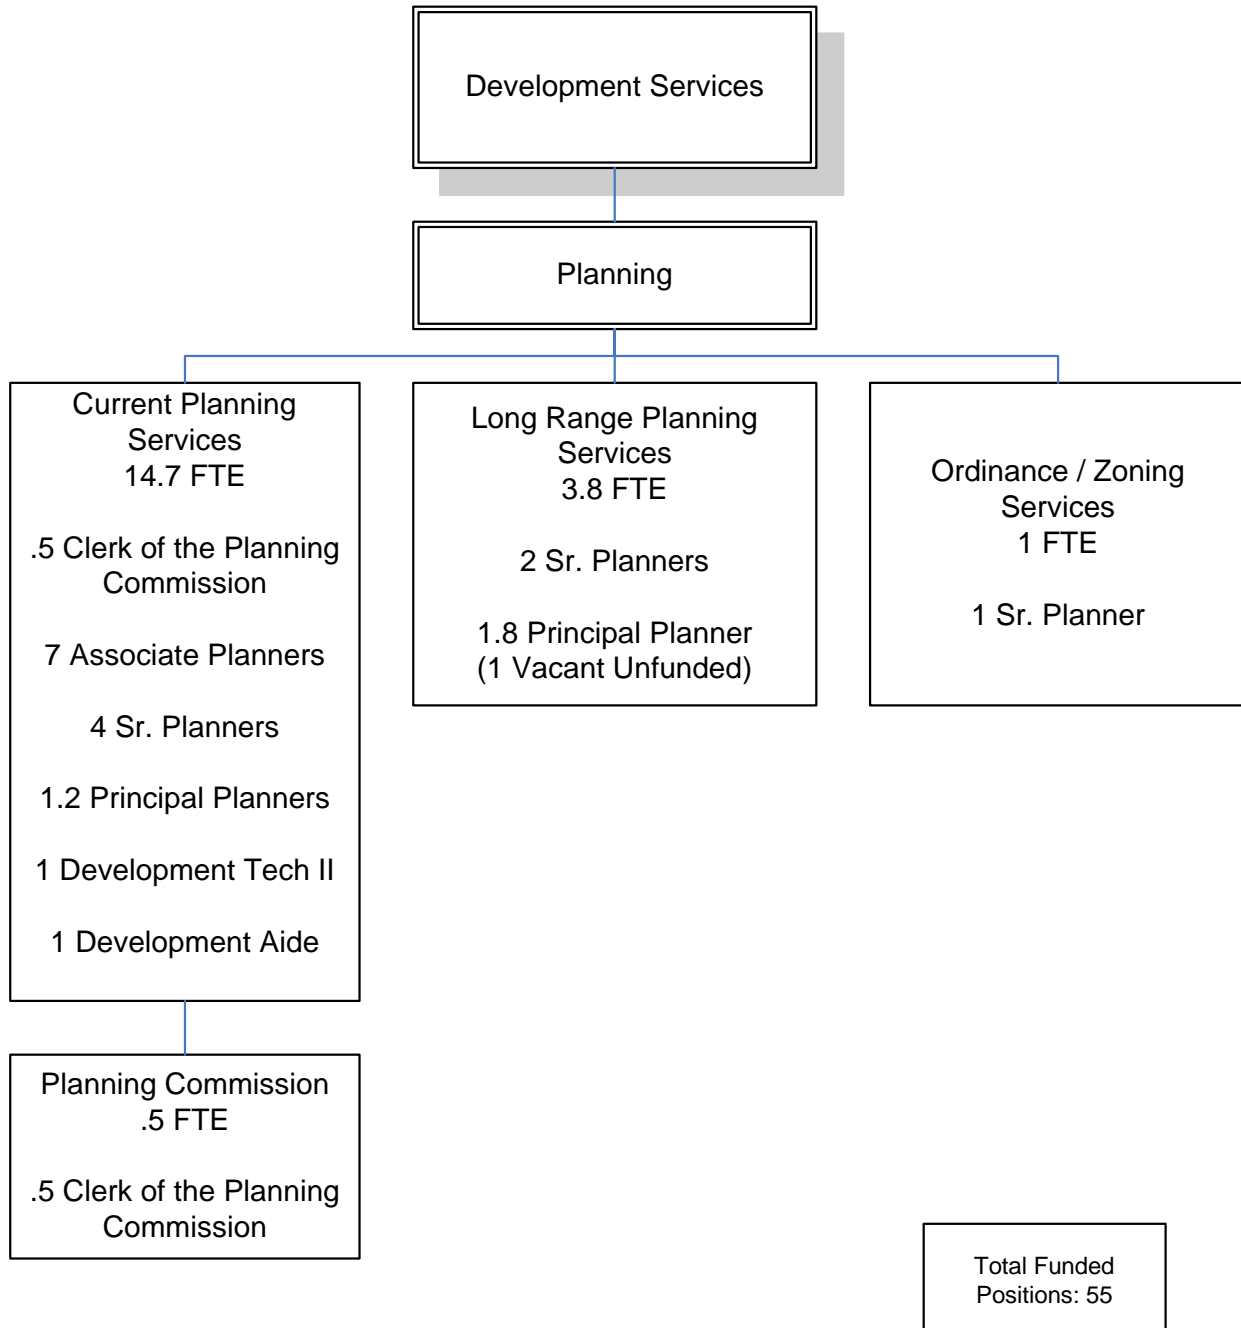 Development Services
Planning
Current Planning
Services
14.7 FTE
.5 Clerk of the Planning
Commission
7 Associate Planners
4 Sr. Planners
1.2 Principal Planners
1 Development Tech II
1 Development Aide
Long Range Planning
Services
3.8 FTE
2 Sr. Planners
1.8 Principal Planner
(1 Vacant Unfunded)
Ordinance / Zoning
Services
1 FTE
1 Sr. Planner
Planning Commission
.5 FTE
.5 Clerk of the Planning
Commission
Total Funded
Positions: 55